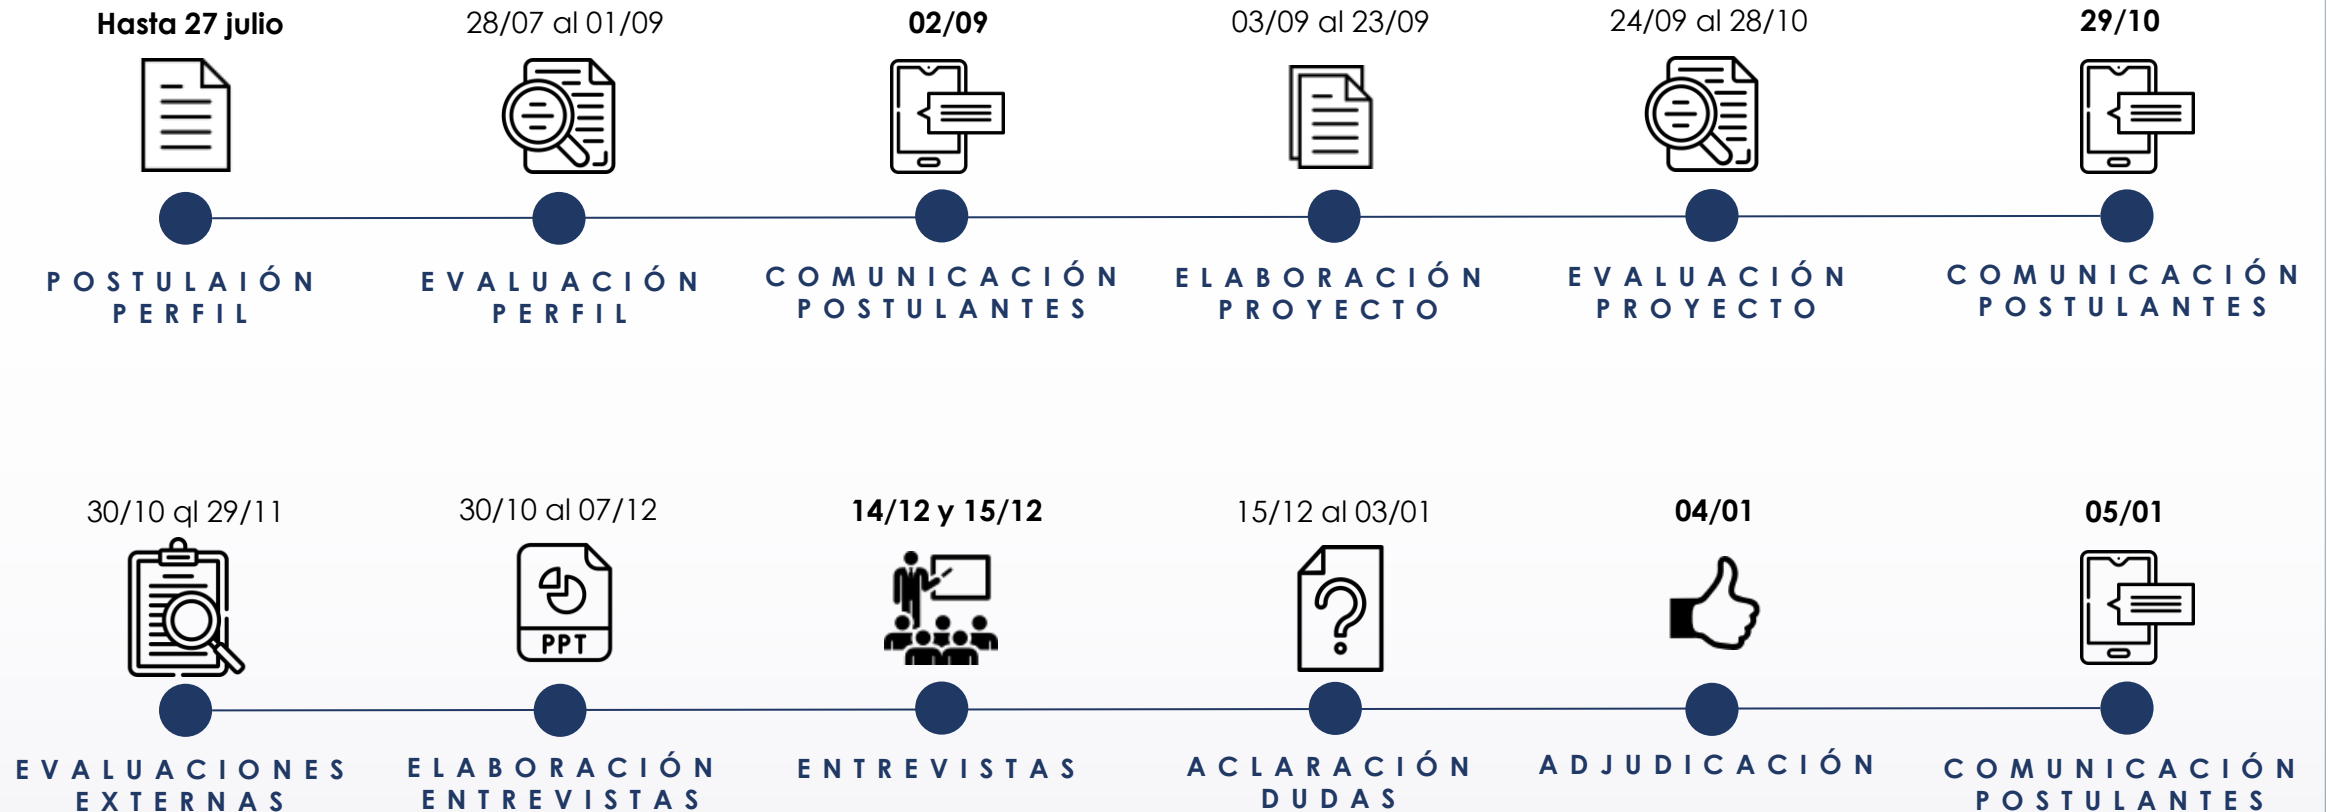 Hasta 27 julio
28/07 al 01/09
02/09
03/09 al 23/09
24/09 al 28/10
29/10
POSTULAIÓN
PERFIL
EVALUACIÓN
PERFIL
COMUNICACIÓN
POSTULANTES
ELABORACIÓN
PROYECTO
EVALUACIÓN
PROYECTO
COMUNICACIÓN
POSTULANTES
30/10 ql 29/11
30/10 al 07/12
14/12 y 15/12
15/12 al 03/01
04/01
05/01
PPT
EVALUACIONES
EXTERNAS
ELABORACIÓN
ENTREVISTAS
ENTREVISTAS
ACLARACIÓN
DUDAS
ADJUDICACIÓN
COMUNICACIÓN
POSTULANTES